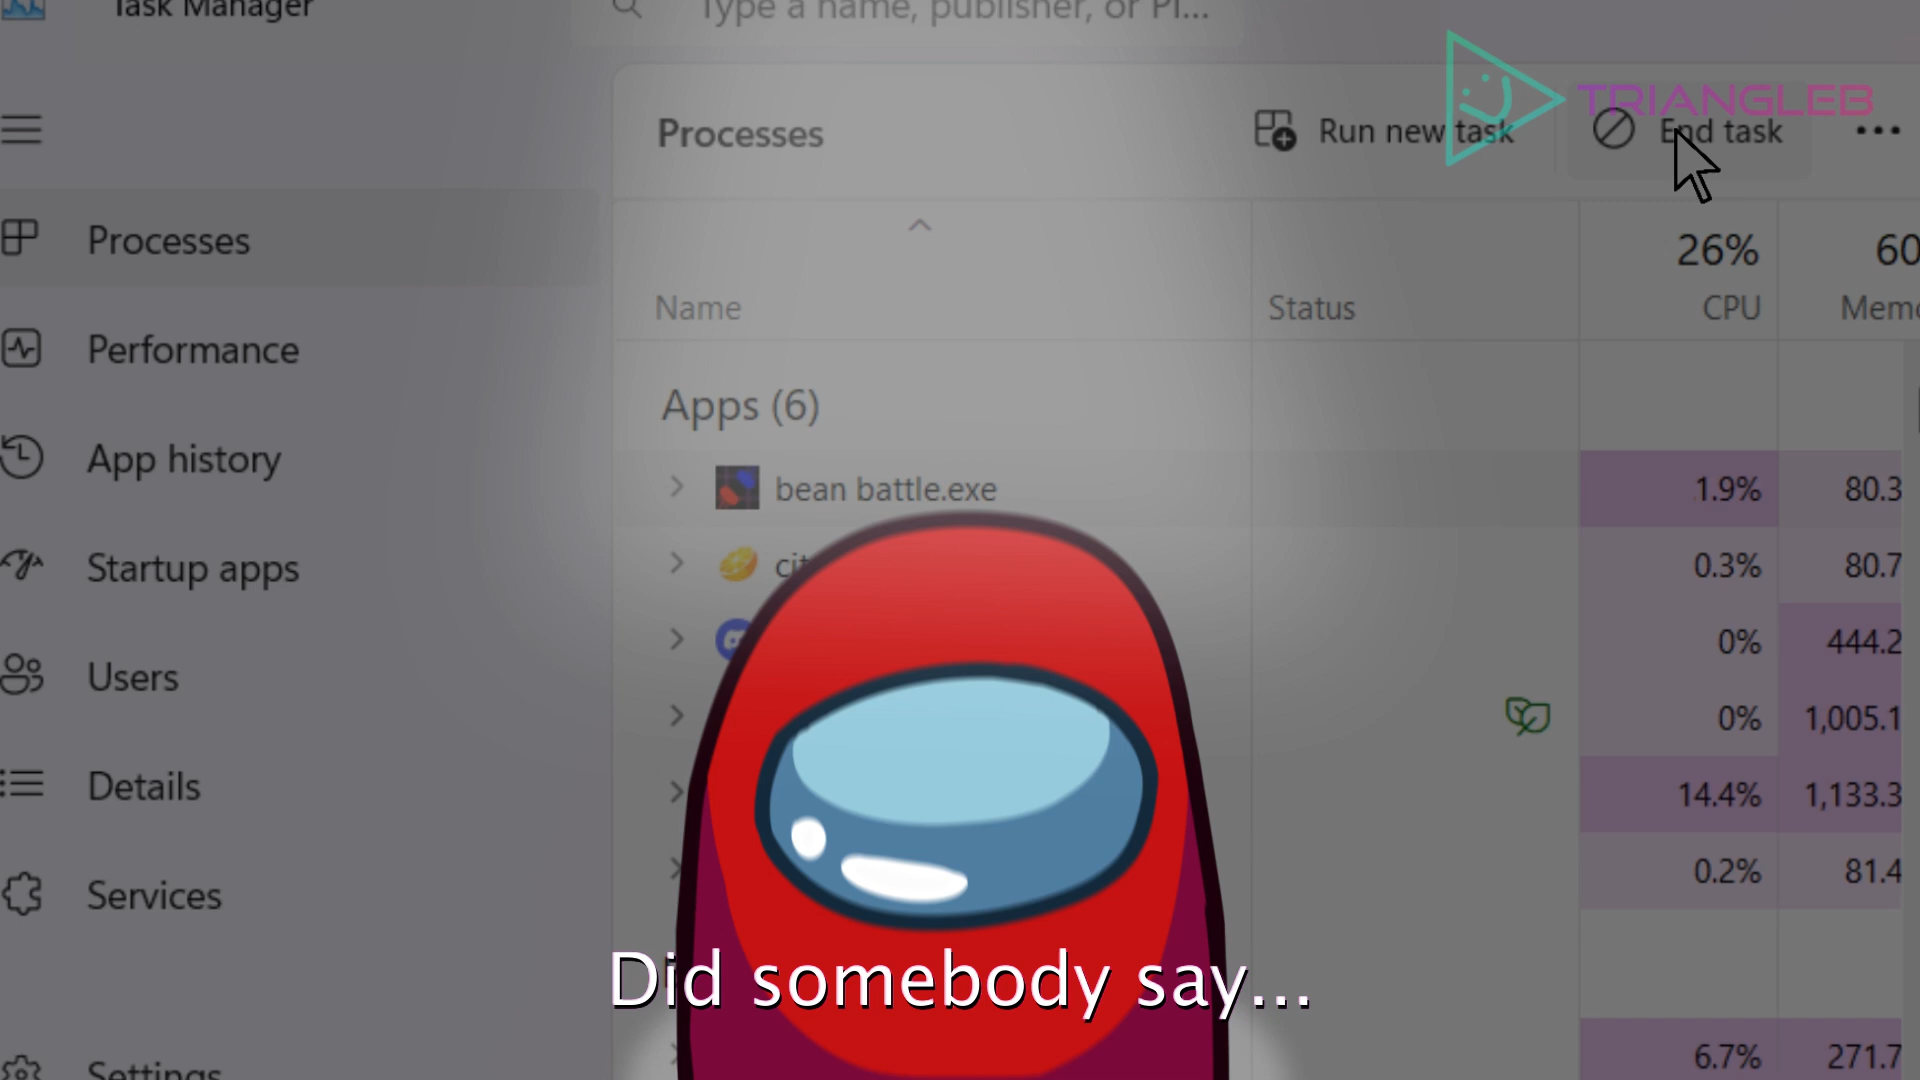 Task Manager
Type a name, publisher, or PI...
TRIANGLEB
Processes
Run new task
End task
Processes
26%
60
Name
Status
CPU
Memo
Performance
Apps (6)
App history
bean battle.exe
1.9%
80.3
Startup apps
cit
0.3%
80.7
Users
0%
444.2
0%
1,005.1
Details
14.4%
1,133.3
Services
0.2%
81.4
Did somebody say...
Settings
6.7%
271.7